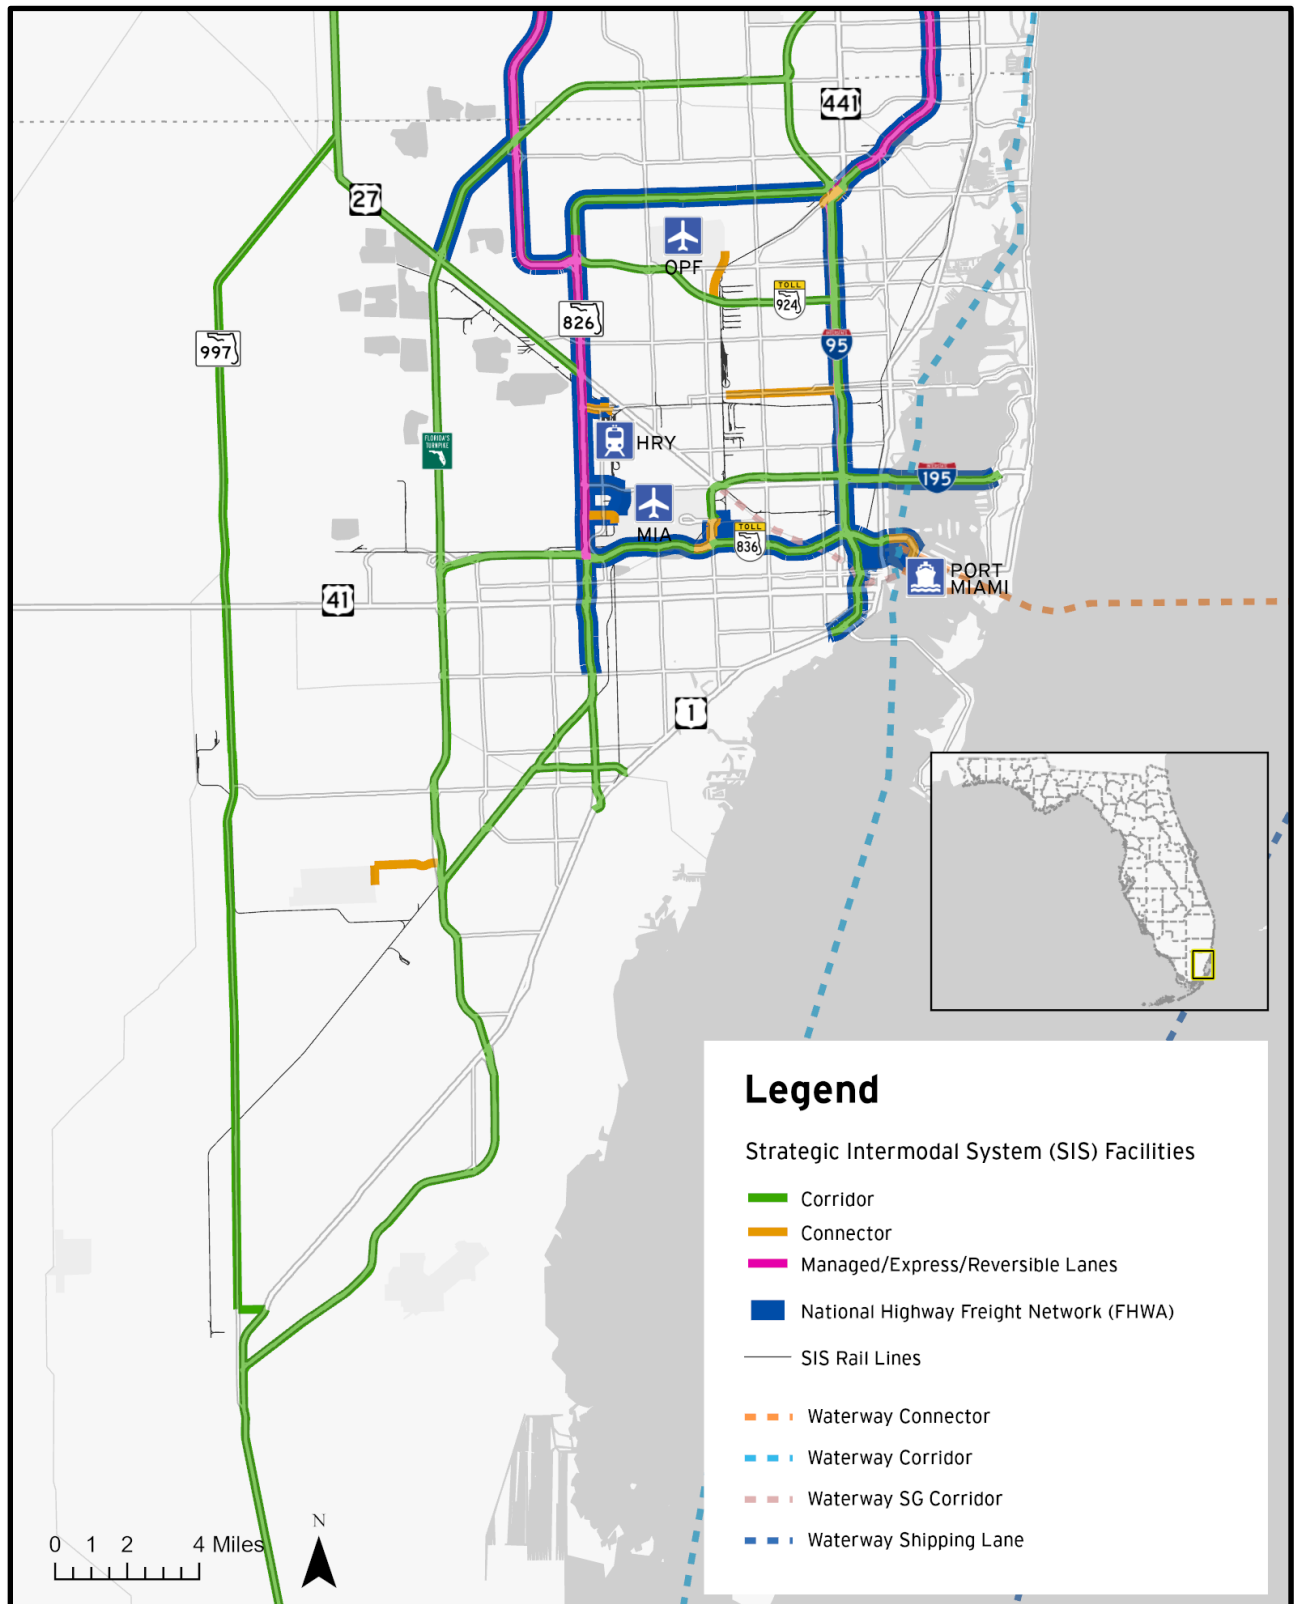 441
27
OPF
TOLL
924
826
997
95
FLORIDA'S
TURNPIKE
HRY
195
MIA
TOLL
836
PORT
MIAMI
41
1
Legend
Strategic Intermodal System (SIS) Facilities
Corridor
Connector
Managed/Express/Reversible Lanes
National Highway Freight Network (FHWA)
SIS Rail Lines
Waterway Connector
Waterway Corridor
Waterway SG Corridor
Waterway Shipping Lane
N
0 1 2 4 Miles